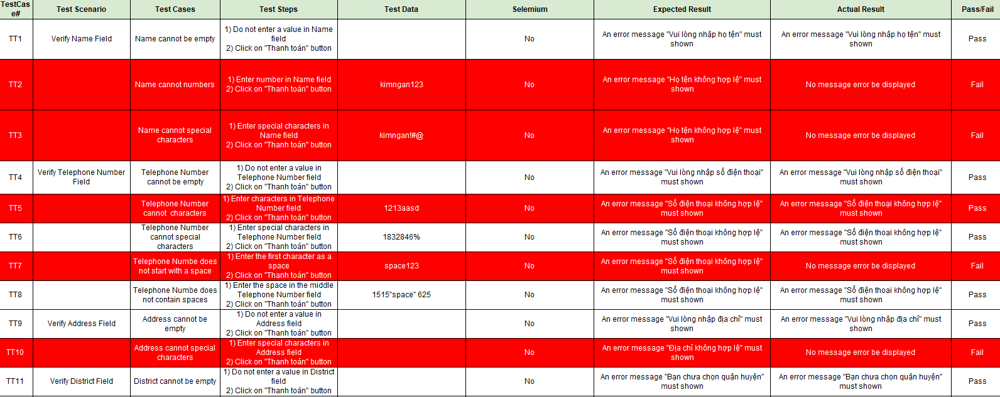 TestCas
e#
Test Scenario
Test Cases
Test Steps
Test Data
Selemium
Expected Result
Actual Result
Pass/Fail
TT1
Verify Name Field
Name cannot be empty
1) Do not enter a value in Name
field
2) Click on "Thanh toán" button
No
An error message "Vui lòng nhập họ tện" must
shown
An error message "Vui lòng nhập họ tện" must
shown
Pass
TT2
Name cannot numbers
1) Enter number in Name field
2) Click on "Thanh toán" button
kimngan123
No
An error message "Họ tện không hợp lệ" must
shown
No message error be displayed
Fail
TT3
Name cannot special
characters
1) Enter special characters in
Name field
2) Click on "Thanh toán" button
kimngan!#@
No
An error message "Họ tện không hợp lệ" must
shown
No message error be displayed
Fail
TT4
Verify Telephone Number
Field
Telephone Number
cannot be empty
1) Do not enter a value in
Telephone Number field
2) Click on "Thanh toán" button
No
An error message "Vui lòng nhập số điện thoại"
must shown
An error message "Vui lòng nhập số điện thoại"
must shown
Pass
TT5
Telephone Number
cannot characters
1) Enter characters in Telephone
Number field
2) Click on "Thanh toán" button
1213aasd
No
An error message "Số điện thoại không hợp lệ"
must shown
An error message "Số điện thoại không hợp lệ"
must shown
Pass
TT6
Telephone Number
cannot special
characters
1) Enter special characters in
Telephone Number field
2) Click on "Thanh toán" button
1832846%
No
An error message "Số điện thoại không hợp lệ"
must shown
An error message "Số điện thoại không hợp lệ"
must shown
Pass
TT7
Telephone Numbe does
not start with a space
1) Enter the first character as a
space
2) Click on "Thanh toán" button
space123
No
An error message "Số điện thoại không hợp lệ"
must shown
No message error be displayed
Fail
TT8
Telephone Numbe does
not contain spaces
1) Enter the space in the middle
Telephone Number field
2) Click on "Thanh toán" button
1515"space" 625
No
An error message "Số điện thoại không hợp lệ"
must shown
An error message "Số điện thoại không hợp lệ"
must shown
Pass
TT9
Verify Address Field
Address cannot be
empty
1) Do not enter a value in
Address field
2) Click on "Thanh toán" button
No
An error message "Vui lòng nhập địa chỉ" must
shown
An error message "Vui lòng nhập địa chỉ" must
shown
Pass
TT10
Address cannot special
characters
1) Enter special characters in
Address field
2) Click on "Thanh toán" button
No
An error message "Địa chỉ không hợp lệ" must
shown
No message error be displayed
Fail
TT11
Verify District Field
District cannot be empty
1) Do not enter a value in District
field
2) Click on "Thanh toán" button
No
An error message "Bạn chưa chọn quận huyện"
must shown
An error message "Bạn chưa chọn quận huyện"
must shown
Pass